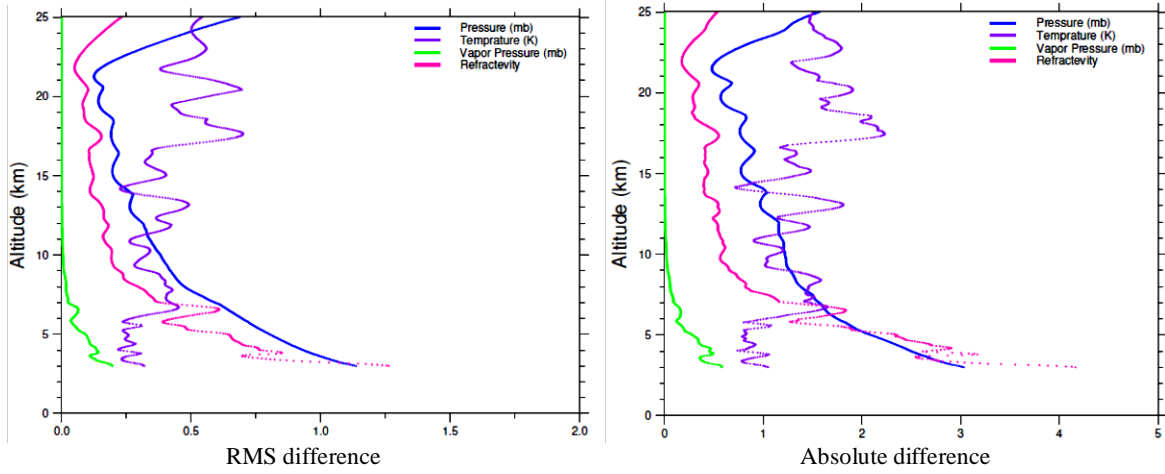 Pressure (mb)
Temprature (K)
Vapor Pressure (mb)
Refractevity
Altitude (km)
25
20
15
10
5
0
0.0 0.5 1.0 1.5 2.0
RMS difference
Pressure (mb)
Temprature (K)
Vapor Pressure (mb)
Refractevity
Altitude (km)
25
20
15
10
5
0
0 1 2 3 4 5
Absolute difference